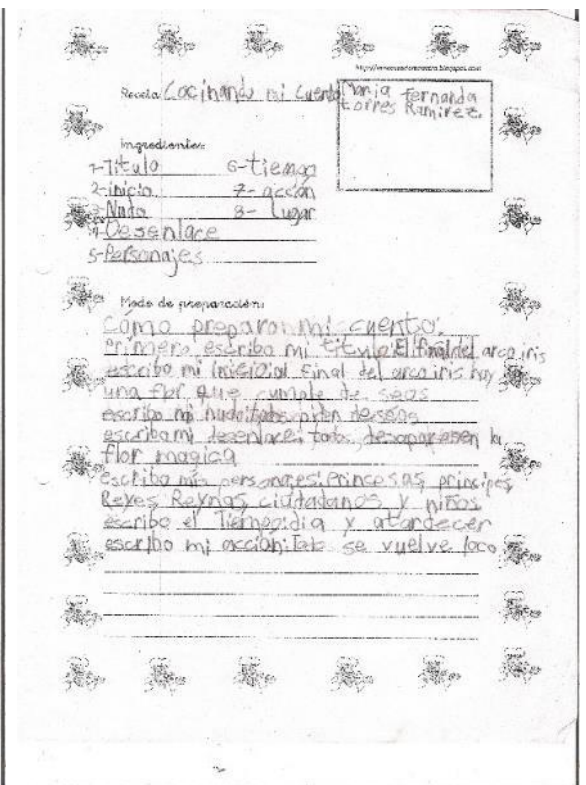 Receta: Cocinando mi cuento
Maria fernanda
torres Ramirez.
Ingredientes
1-Titulo 6-tiempo
2-inicio 7-acción
3-Nudo 8- lugar
4-Desenlace
5-Personajes
Modo de preparación:
Cómo preparo mi cuento:
Primero escribo mi titulo: El final del arco iris
escribo mi inicio: al final del arco iris hay
una flor que cumple de seos
escribo mi nudo: todos piden deseos
escribo mi desenlace: todos desaparesen la
flor magica
escribo mis personajes: Princesas, principes,
Reyes, Reynas, ciudadanos y niños
escribo el Tiempo: dia y atardecer
escribo mi acción: Todo se vuelve loco